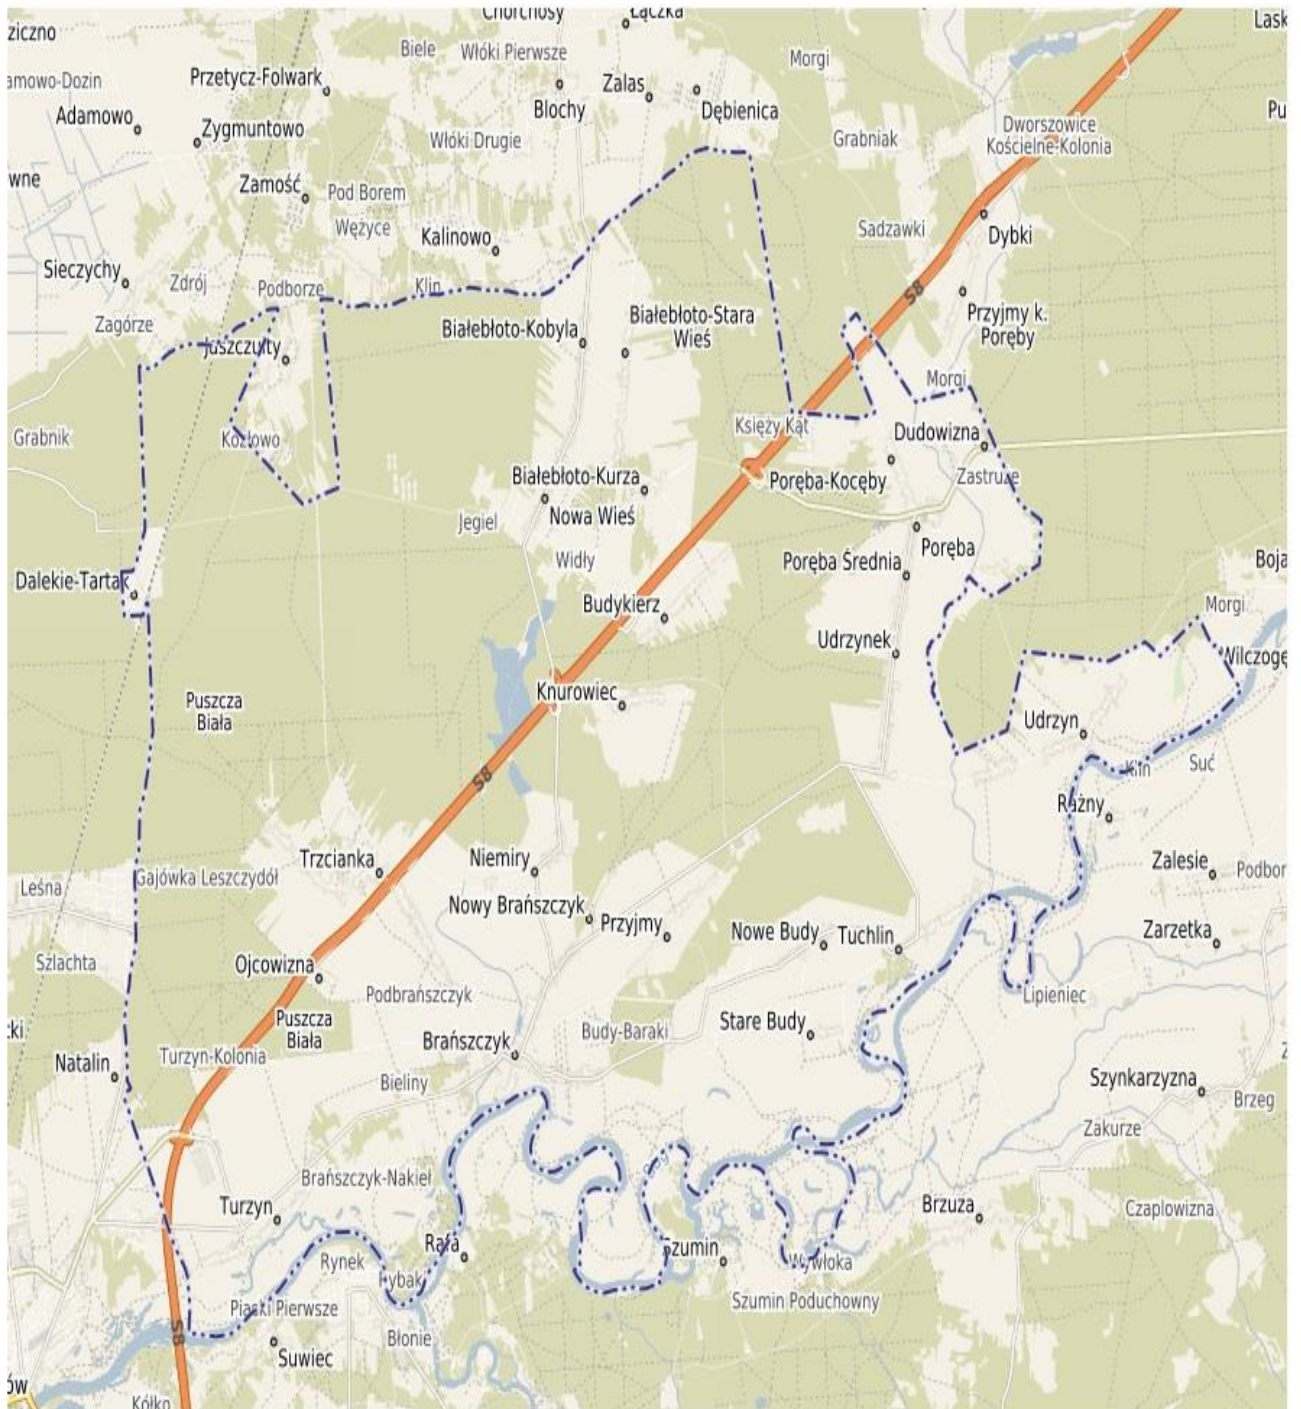 Chorchosy
Łączka
Lask
ziczno
Biele
Włóki Pierwsze
Morgi
amowo-Dozin
Przetycz-Folwark
Zalas
Blochy
Dębienica
Adamowo
Zygmuntowo
Włóki Drugie
Grabniak
Dworszowice
Kościelne-Kolonia
Pu
wne
Zamość
Pod Borem
Wężyce
Kalinowo
Sadzawki
Dybki
Sieczychy
Zdrój
Podborze
Klin
S8
Zagórze
Juszczulty
Białebłoto-Kobyla
Białebłoto-Stara
Wieś
Przyjmy k.
Poręby
Morgi
Grabnik
Kozłowo
Księży Kąt
Dudowizna
Białebłoto-Kurza
Poręba-Kocęby
Zastruże
Nowa Wieś
Jegiel
Widły
Poręba Średnia
Poręba
Boja
Dalekie-Tartak
Budykierz
Morgi
Udrzynek
Wilczogę
Puszcza
Biała
Knurowiec
Udrzyn
Klin
Suć
S8
Rażny
Trzcianka
Niemiry
Zalesie
Podbor
Leśna
Gajówka Leszczydół
Nowy Brańszczyk
Przyjmy
Nowe Budy
Tuchlin
Zarzetka
Szlachta
Ojcowizna
Podbrańszczyk
Lipieniec
cki
Puszcza
Biała
Stare Budy
Budy-Baraki
Brańszczyk
Natalin
Turzyn-Kolonia
Bieliny
Szynkarzyzna
Brzeg
Zakurze
Brańszczyk-Nakieł
Turzyn
Brzuza
Czaplowizna
Rynek
Rafa
Szumin
Wywłoka
Rybak
Piaski Pierwsze
Szumin Poduchowny
S8
Błonie
Suwiec
ów
Kółko